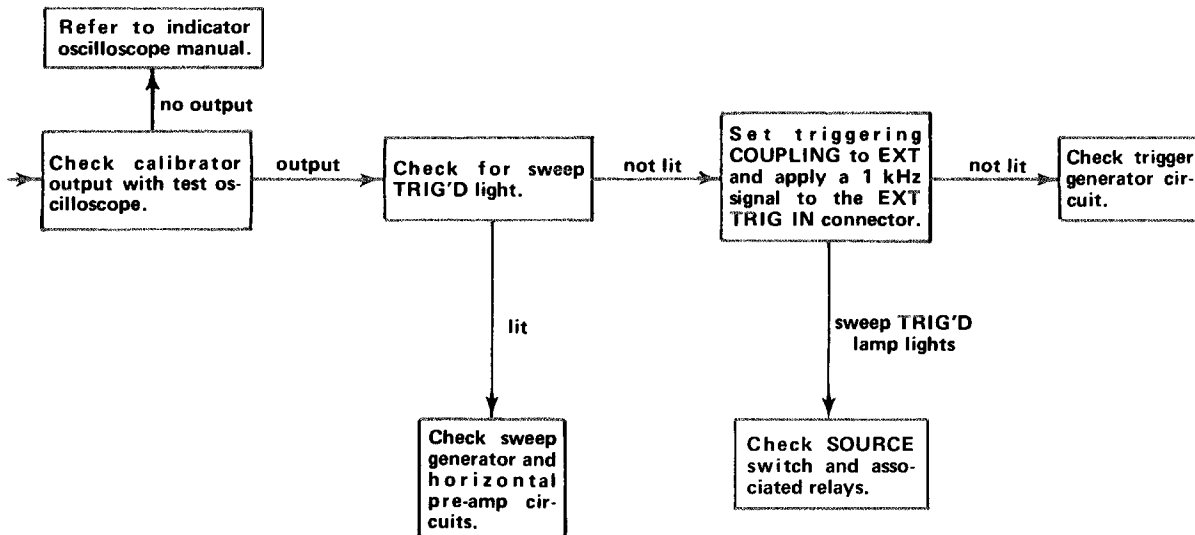 Refer to indicator
oscilloscope manual.
no output
Check calibrator
output with test os-
cilloscope.
output
Check for sweep
TRIG'D light.
not lit
Set triggering
COUPLING to EXT
and apply a 1 kHz
signal to the EXT
TRIG IN connector.
not lit
Check trigger
generator cir-
cuit.
lit
sweep TRIG'D
lamp lights
Check sweep
generator and
horizontal
pre-amp cir-
cuits.
Check SOURCE
switch and asso-
ciated relays.